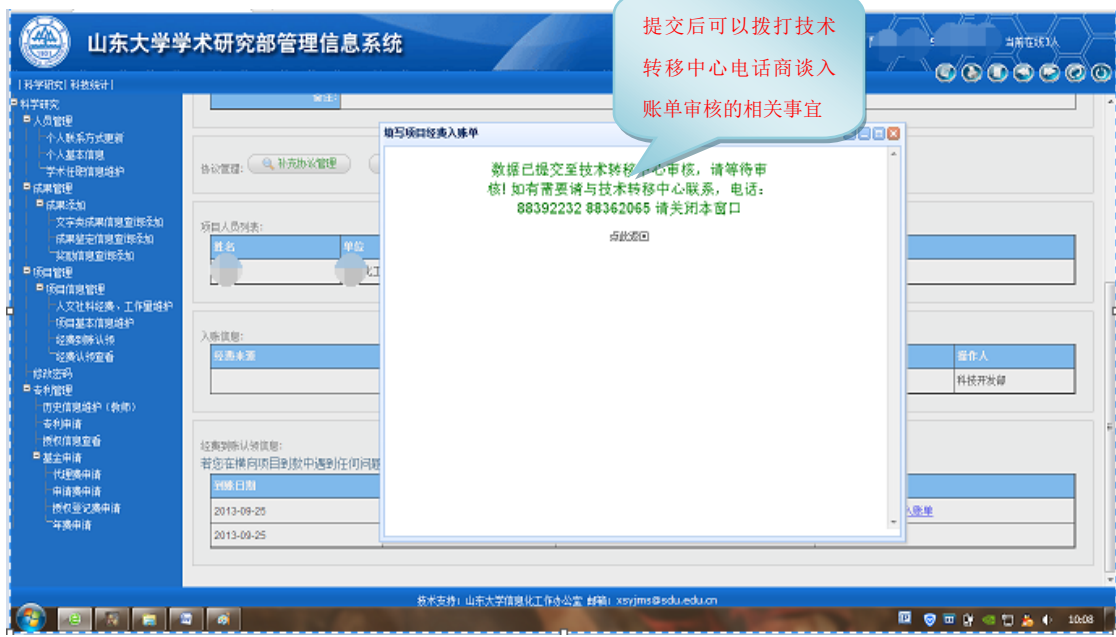 山东大学学术研究部管理信息系统
当前在线1人
提交后可以拨打技术
转移中心电话商谈入
账单审核的相关事宜
|科学研究|科技统计|
科学研究
人员管理
个人联系方式更新
个人基本信息
学术任职信息维护
成果管理
成果添加
文字类成果信息查询添加
成果鉴定信息查询添加
奖励信息查询添加
项目管理
项目信息管理
人文社科经费、工作量维护
项目基本信息维护
经费到账认领
经费认领查看
修改密码
专利管理
历史信息维护（教师）
专利申请
授权信息查看
基金申请
代理费申请
申请费申请
授权登记费申请
年费申请
备注:
协议管理: 补充协议管理
项目人员列表:
姓名 单位
化工
入账信息:
经费来源 操作人
科技开发部
经费到账认领信息:
若您在横向项目到款中遇到任何问题
到账日期
2013-09-25 入账单
2013-09-25
填写项目经费入账单
数据已提交至技术转移中心审核，请等待审
核! 如有需要请与技术转移中心联系，电话：
88392232 88362065 请关闭本窗口
点此返回
技术支持：山东大学信息化工作办公室 邮箱：xsyjms@sdu.edu.cn
10:08